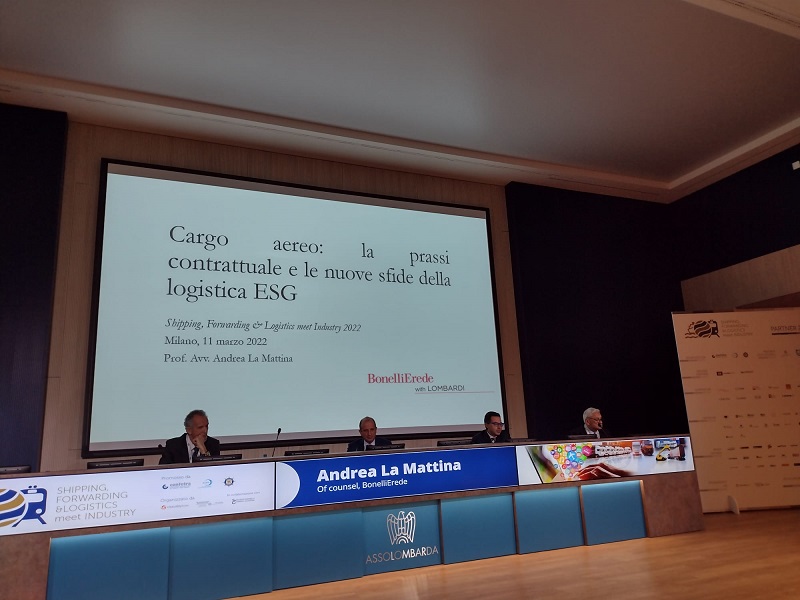 Cargo aereo: la prassi
contrattuale e le nuove sfide della
logistica ESG
Shipping, Forwarding & Logistics meet Industry 2022
Milano, 11 marzo 2022
Prof. Avv. Andrea La Mattina
BonelliErede
with LOMBARDI
SHIPPING,
FORWARDING
&LOGISTICS
meet INDUSTRY
Andrea La Mattina
Of counsel, BonelliErede
ASSOLOMBARDA